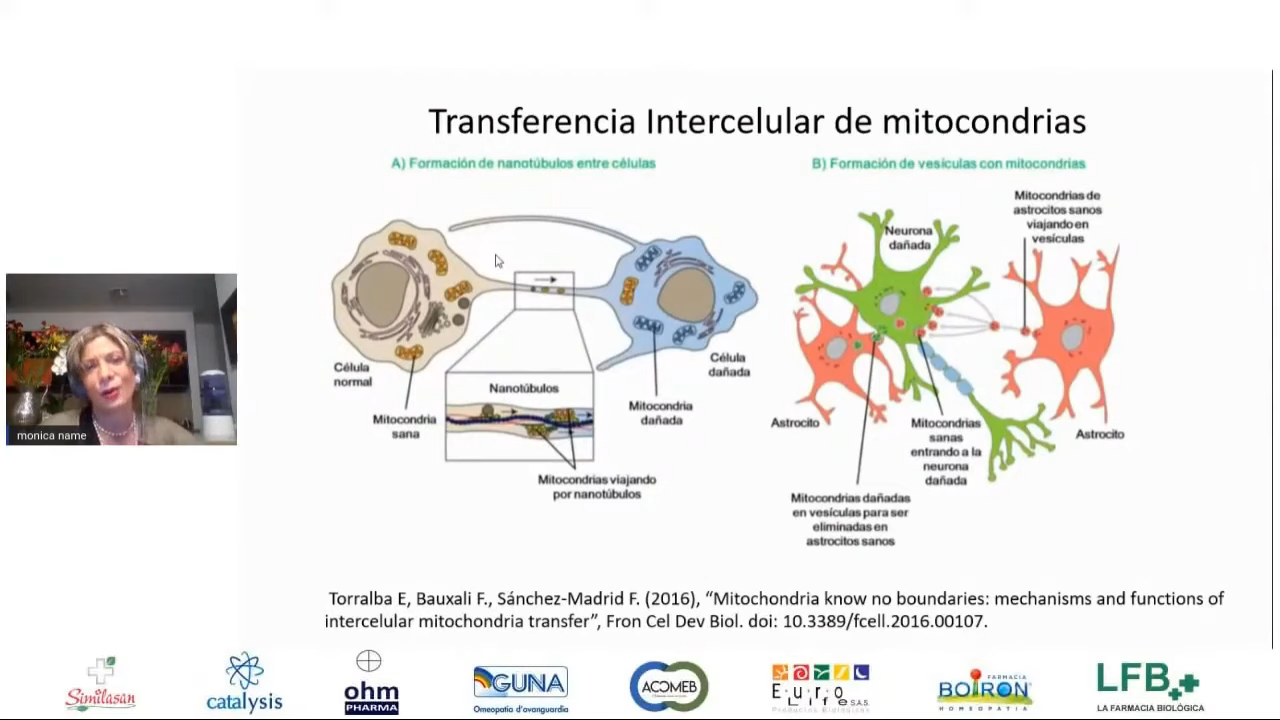 Transferencia Intercelular de mitocondrias
A) Formación de nanotúbulos entre células
B) Formación de vesículas con mitocondrias
Célula
normal
Mitocondria
sana
Nanotúbulos
Mitocondrias viajando
por nanotúbulos
Mitocondria
dañada
Célula
dañada
Neurona
dañada
Mitocondrias de
astrocitos sanos
viajando en
vesículas
Astrocito
Mitocondrias
sanas
entrando a la
neurona
dañada
Astrocito
Mitocondrias dañadas
en vesículas para ser
eliminadas en
astrocitos sanos
monica name
Torralba E, Bauxali F., Sánchez-Madrid F. (2016), “Mitochondria know no boundaries: mechanisms and functions of
intercelular mitochondria transfer”, Fron Cel Dev Biol. doi: 10.3389/fcell.2016.00107.
Similasan
catalysis
ohm
PHARMA
GUNA
Omeopatia d'avanguardia
ACOMEB
Euro
Life S.A.S.
Productos Biológicos
FARMACIA
BOIRON
HOMEOPATIA
LFB
LA FARMACIA BIOLÓGICA